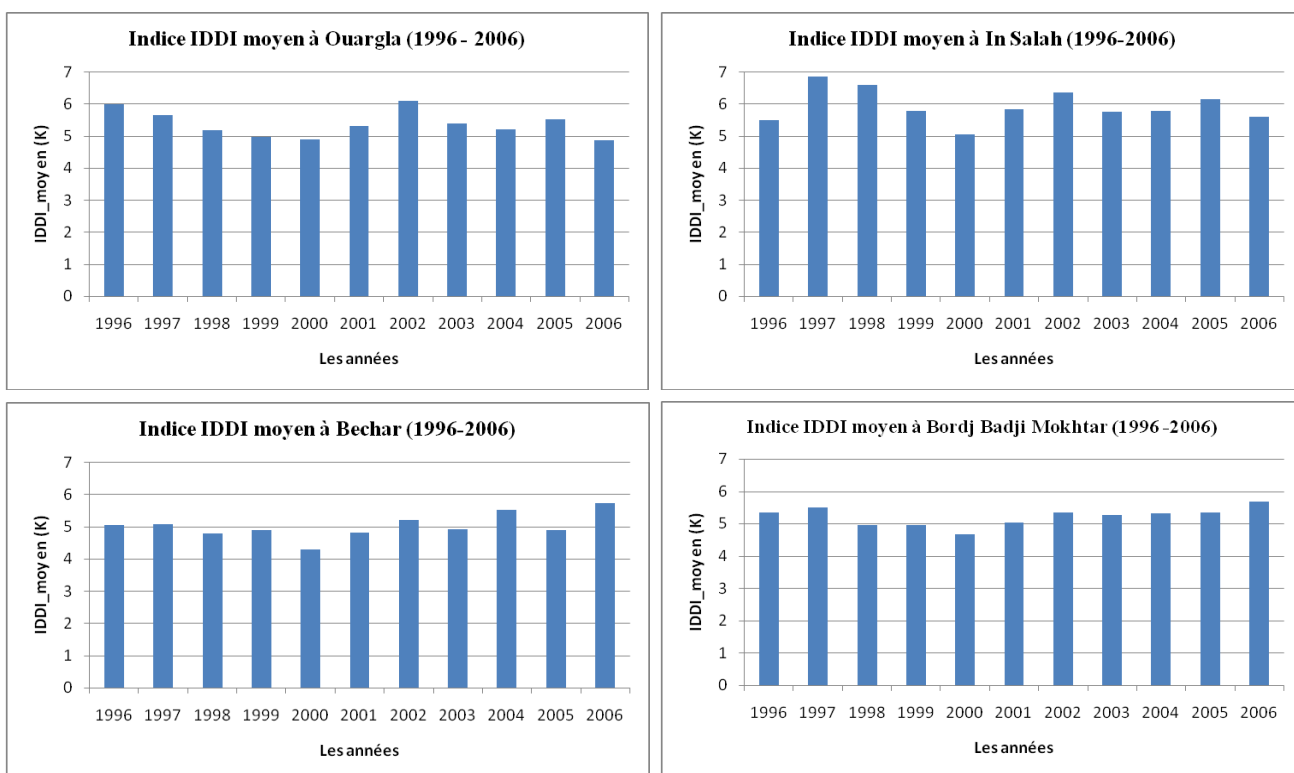 Indice IDDI moyen à Ouargla (1996 - 2006)
IDDI_moyen (K)
7
6
5
4
3
2
1
0
1996 1997 1998 1999 2000 2001 2002 2003 2004 2005 2006
Les années
Indice IDDI moyen à In Salah (1996-2006)
IDDI_moyen (K)
7
6
5
4
3
2
1
0
1996 1997 1998 1999 2000 2001 2002 2003 2004 2005 2006
Les années
Indice IDDI moyen à Bechar (1996-2006)
IDDI_moyen (K)
7
6
5
4
3
2
1
0
1996 1997 1998 1999 2000 2001 2002 2003 2004 2005 2006
Les années
Indice IDDI moyen à Bordj Badji Mokhtar (1996 -2006)
IDDI_moyen (K)
7
6
5
4
3
2
1
0
1996 1997 1998 1999 2000 2001 2002 2003 2004 2005 2006
Les années